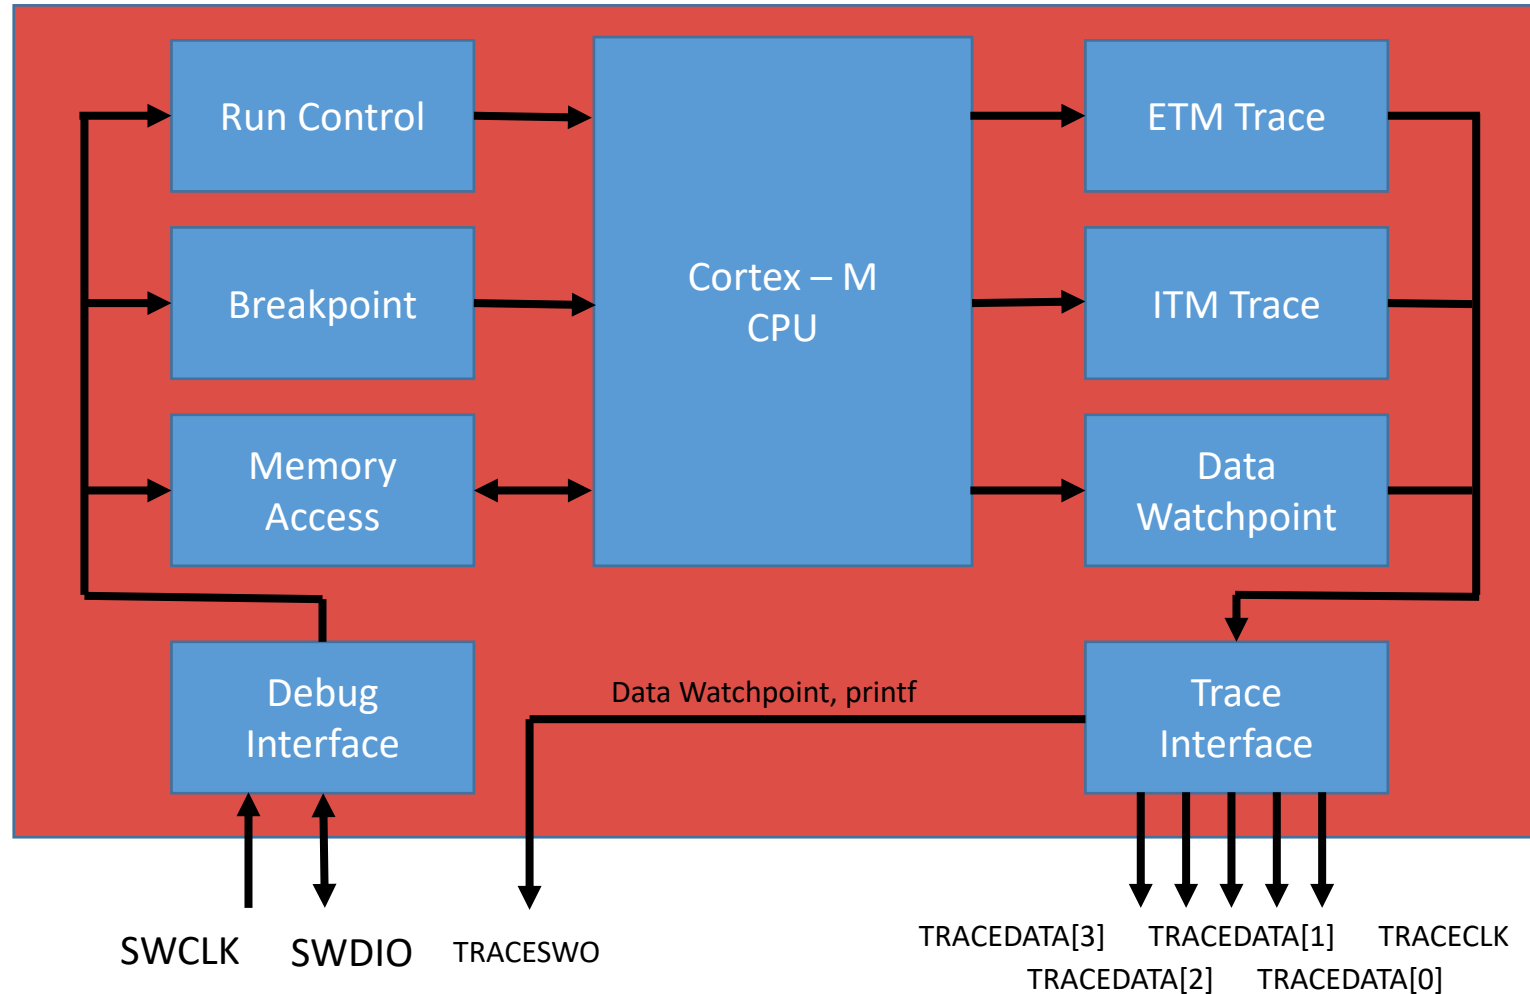 Run Control
ETM Trace
Breakpoint
Cortex – M
CPU
ITM Trace
Memory
Access
Data
Watchpoint
Debug
Interface
Data Watchpoint, printf
Trace
Interface
SWCLK
SWDIO
TRACESWO
TRACEDATA[3]
TRACEDATA[1]
TRACECLK
TRACEDATA[2]
TRACEDATA[0]